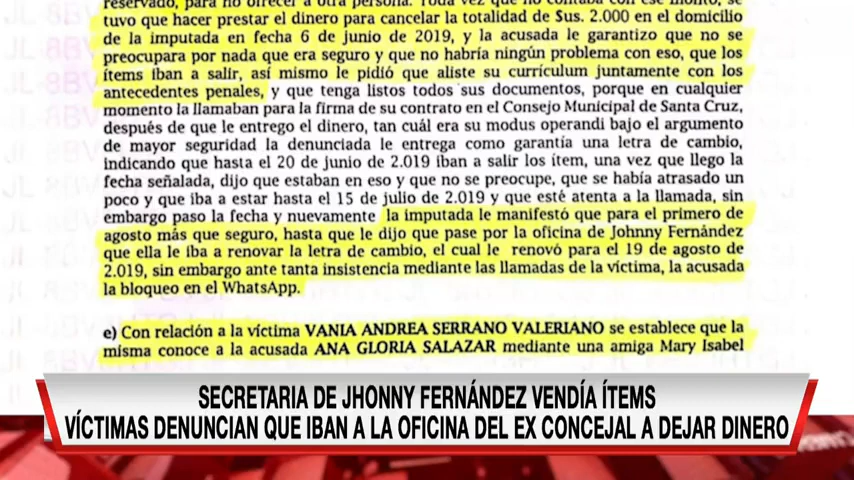 reservado, para no ofrecer a otra persona. Toda vez que no contaba con ese monto, se
tuvo que hacer prestar el dinero para cancelar la totalidad de $us. 2.000 en el domicilio
de la imputada en fecha 6 de junio de 2019, y la acusada le garantizo que no se
preocupara por nada que era seguro y que no habría ningún problema con eso, que los
ítems iban a salir, así mismo le pidió que aliste su currículum juntamente con los
antecedentes penales, y que tenga listos todos sus documentos, porque en cualquier
momento la llamaban para la firma de su contrato en el Consejo Municipal de Santa Cruz,
después de que le entrego el dinero, tan cuál era su modus operandi bajo el argumento
de mayor seguridad la denunciada le entrega como garantía una letra de cambio,
indicando que hasta el 20 de junio de 2.019 iban a salir los ítem, una vez que llego la
fecha señalada, dijo que estaban en eso y que no se preocupe, que se había atrasado un
poco y que iba a estar hasta el 15 de julio de 2.019 y que esté atenta a la llamada, sin
embargo paso la fecha y nuevamente la imputada le manifestó que para el primero de
agosto más que seguro, hasta que le dijo que pase por la oficina de Johnny Fernández
que ella le iba a renovar la letra de cambio, el cual le renovó para el 19 de agosto de
2.019, sin embargo ante tanta insistencia mediante las llamadas de la víctima, la acusada
la bloqueo en el WhatsApp.
e) Con relación a la víctima VANIA ANDREA SERRANO VALERIANO se establece que la
misma conoce a la acusada ANA GLORIA SALAZAR mediante una amiga Mary Isabel
SECRETARIA DE JHONNY FERNÁNDEZ VENDÍA ÍTEMS
VÍCTIMAS DENUNCIAN QUE IBAN A LA OFICINA DEL EX CONCEJAL A DEJAR DINERO